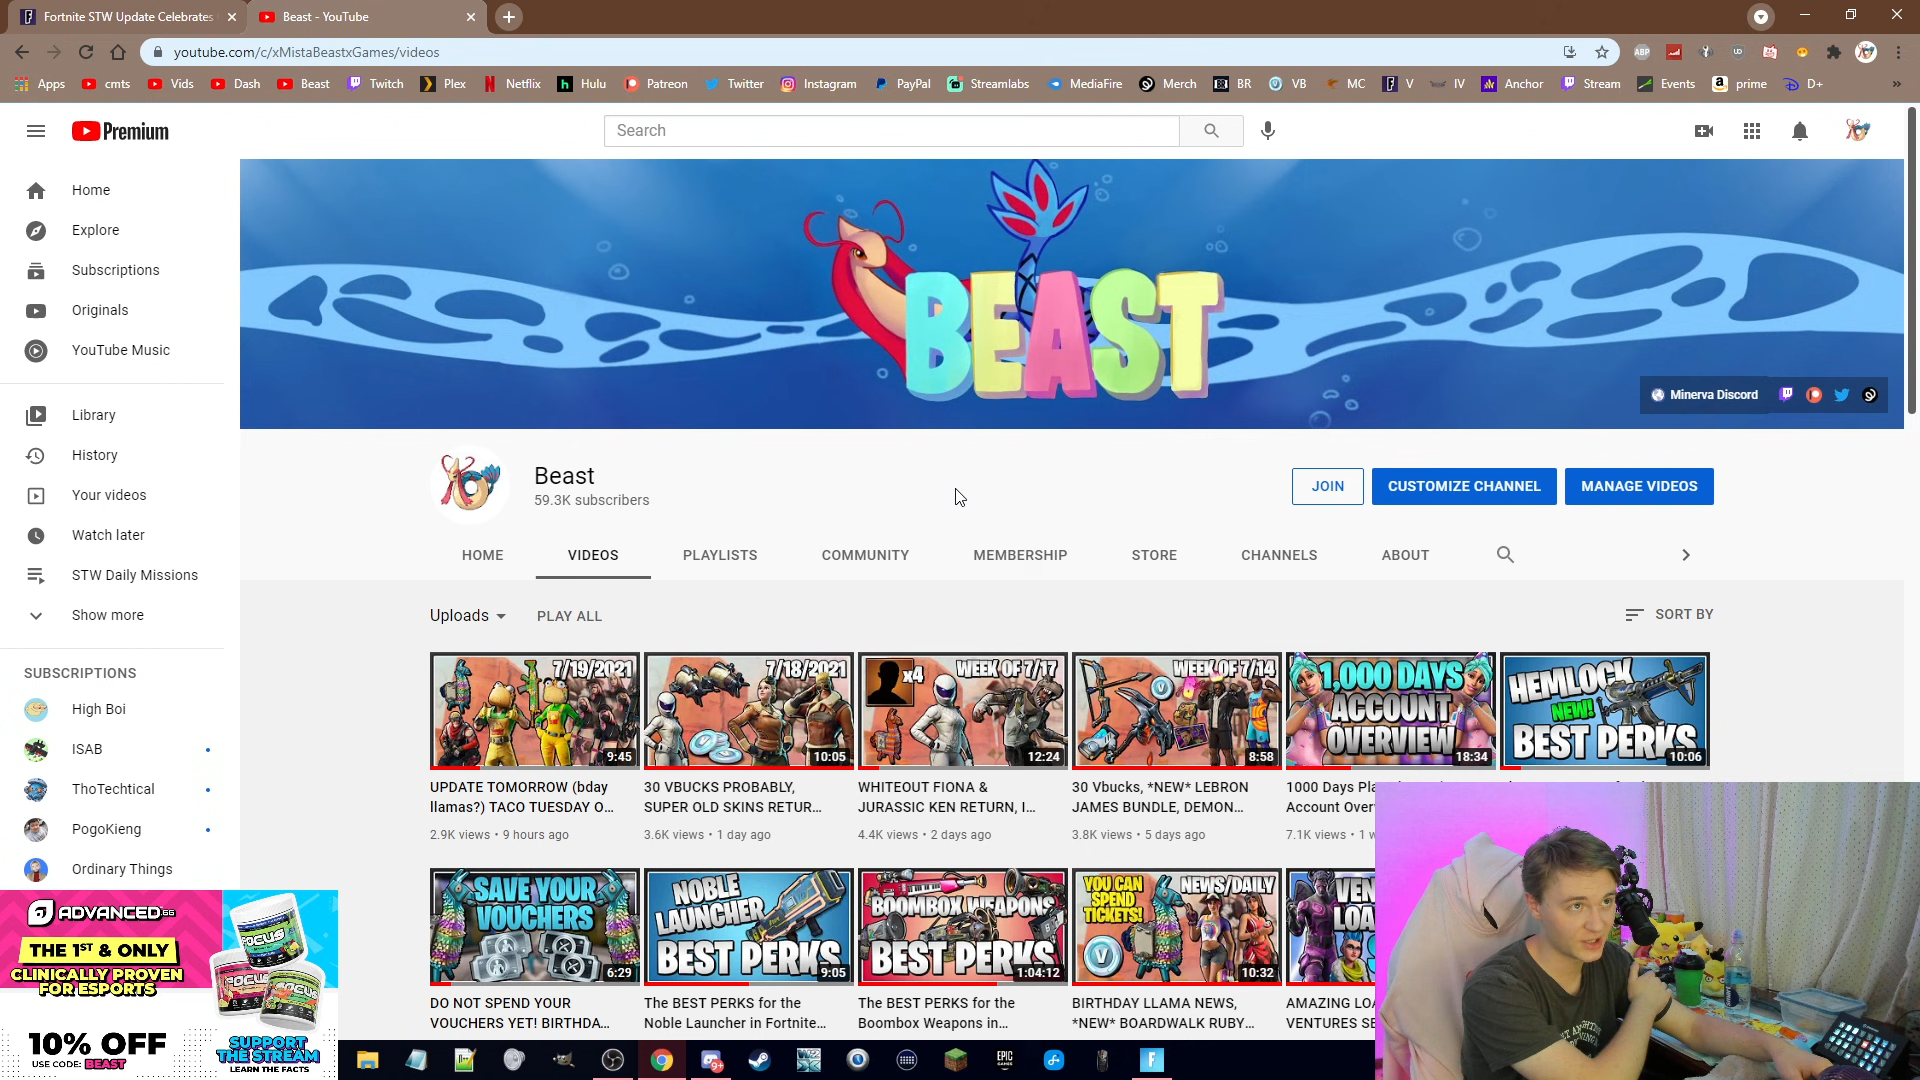 Fortnite STW Update Celebrates
Beast - YouTube
youtube.com/c/xMistaBeastxGames/videos
ABP
Apps
cmts
Vids
Dash
Beast
Twitch
Plex
Netflix
Hulu
Patreon
Twitter
Instagram
PayPal
Streamlabs
MediaFire
Merch
BR
VB
MC
V
IV
Anchor
Stream
Events
prime
D+
Premium
Search
Home
Explore
Subscriptions
Originals
YouTube Music
Library
History
Your videos
Watch later
STW Daily Missions
Show more
SUBSCRIPTIONS
High Boi
ISAB
ThoTechtical
PogoKieng
Ordinary Things
BEAST
Minerva Discord
Beast
59.3K subscribers
JOIN
CUSTOMIZE CHANNEL
MANAGE VIDEOS
HOME
VIDEOS
PLAYLISTS
COMMUNITY
MEMBERSHIP
STORE
CHANNELS
ABOUT
Uploads
PLAY ALL
SORT BY
7/19/2021
9:45
UPDATE TOMORROW (bday
llamas?) TACO TUESDAY O...
2.9K views • 9 hours ago
7/18/2021
10:05
30 VBUCKS PROBABLY,
SUPER OLD SKINS RETUR...
3.6K views • 1 day ago
x4
WEEK OF 7/17
12:24
WHITEOUT FIONA &
JURASSIC KEN RETURN, I...
4.4K views • 2 days ago
WEEK OF 7/14
8:58
30 Vbucks, *NEW* LEBRON
JAMES BUNDLE, DEMON...
3.8K views • 5 days ago
1,000 DAYS
ACCOUNT
OVERVIEW
18:34
1000 Days Pla
Account Over
7.1K views • 1 w
HEMLOCK
NEW!
BEST PERKS
10:06
SAVE YOUR
VOUCHERS
6:29
DO NOT SPEND YOUR
VOUCHERS YET! BIRTHDA...
NOBLE
LAUNCHER
BEST PERKS
9:05
The BEST PERKS for the
Noble Launcher in Fortnite...
BOOMBOX WEAPONS
BEST PERKS
1:04:12
The BEST PERKS for the
Boombox Weapons in...
YOU CAN
SPEND
TICKETS!
NEWS/DAILY
10:32
BIRTHDAY LLAMA NEWS,
*NEW* BOARDWALK RUBY...
VEN
LOA
AMAZING LOA
VENTURES SE
ADVANCED.GG
THE 1ST & ONLY
CLINICALLY PROVEN
FOR ESPORTS
10% OFF
USE CODE: BEAST
FOCUS
FOCUS
FOCUS
SUPPORT
THE STREAM
LEARN THE FACTS
9+
EPIC
GAMES